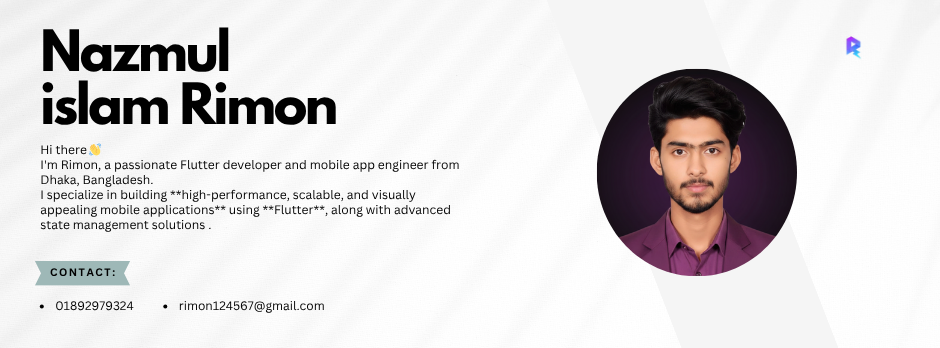 Nazmul
islam Rimon
Hi there👋
I'm Rimon, a passionate Flutter developer and mobile app engineer from
Dhaka, Bangladesh.
I specialize in building **high-performance, scalable, and visually
appealing mobile applications** using **Flutter**, along with advanced
state management solutions .
CONTACT:
• 01892979324 • rimon124567@gmail.com